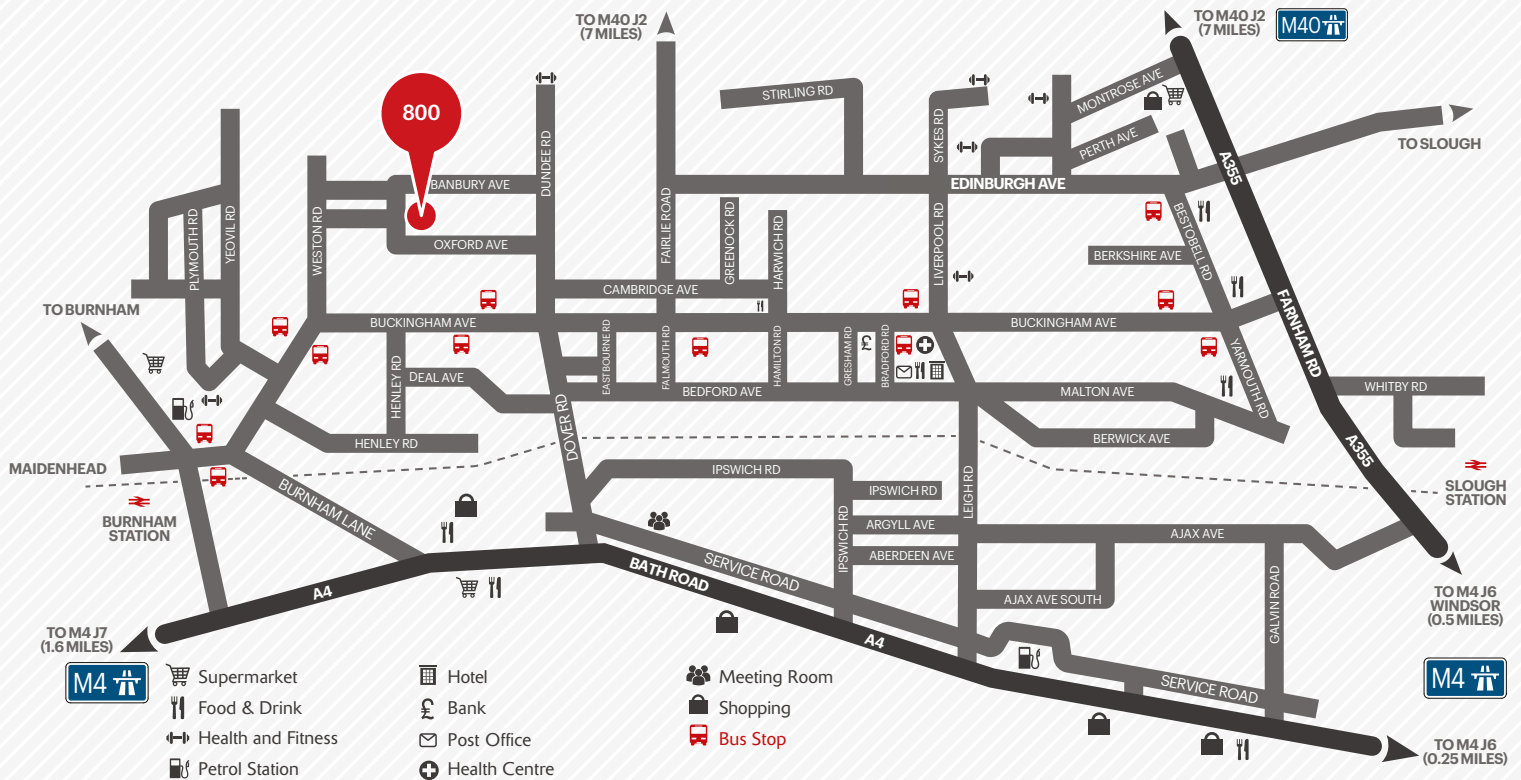 TO M40 J2
(7 MILES)
TO M40 J2
(7 MILES)
M40
800
STIRLING RD
MONTROSE AVE
PERTH AVE
SYKES RD
DUNDEE RD
A355
TO SLOUGH
BANBURY AVE
EDINBURGH AVE
PLYMOUTH RD
YEOVIL RD
WESTON RD
OXFORD AVE
FAIRLIE ROAD
GREENOCK RD
HARWICH RD
LIVERPOOL RD
BESTOBELL RD
BERKSHIRE AVE
CAMBRIDGE AVE
TO BURNHAM
BUCKINGHAM AVE
BUCKINGHAM AVE
FARNHAM RD
HENLEY RD
DEAL AVE
EASTBOURNE RD
FALMOUTH RD
HAMILTON RD
GRESHAM RD
£
BRADFORD RD
YARMOUTH RD
BEDFORD AVE
MALTON AVE
WHITBY RD
DOVER RD
HENLEY RD
BERWICK AVE
A355
MAIDENHEAD
IPSWICH RD
IPSWICH RD
LEIGH RD
SLOUGH
STATION
BURNHAM
STATION
BURNHAM LANE
IPSWICH RD
ARGYLL AVE
AJAX AVE
ABERDEEN AVE
SERVICE ROAD
BATH ROAD
A4
AJAX AVE SOUTH
GALVIN ROAD
TO M4 J6
WINDSOR
(0.5 MILES)
TO M4 J7
(1.6 MILES)
A4
M4
M4
SERVICE ROAD
TO M4 J6
(0.25 MILES)
Supermarket
Food & Drink
Health and Fitness
Petrol Station
Hotel
£ Bank
Post Office
Health Centre
Meeting Room
Shopping
Bus Stop